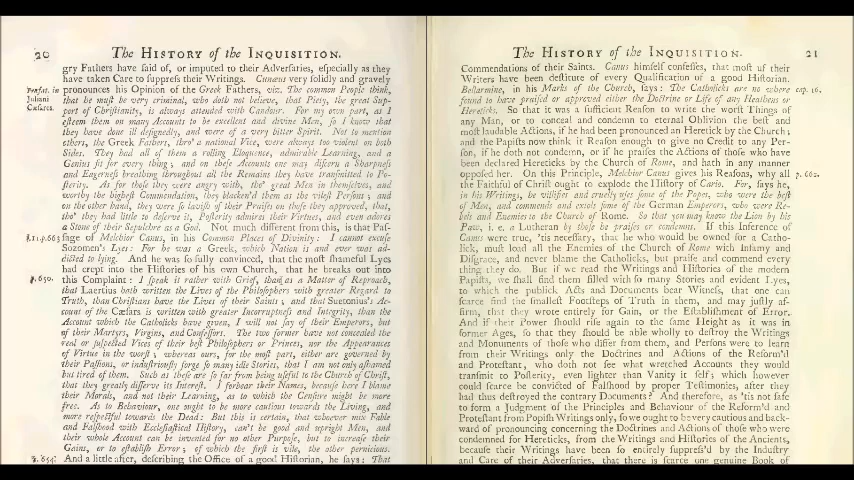 20 The HISTORY of the INQUISITION.
gry Fathers have said of, or imputed to their Adversaries, especially as they
have taken Care to suppress their Writings. Cunæus very solidly and gravely
Præfat. in pronounces his Opinion of the Greek Fathers, viz. The common People think,
Juliani that he must be very criminal, who doth not believe, that Piety, the great Sup-
Cæsares. port of Christianity, is always attended with Candour. For my own part, as I
esteem them on many Accounts to be excellent and divine Men, so I know that
they have done ill designedly, and were of a very bitter Spirit. Not to mention
others, the Greek Fathers, thro' a national Vice, were always too violent on both
Sides. They had all of them a railing Eloquence, admirable Learning, and a
Genius fit for every thing; and on those Accounts one may discern a Sharpness
and Eagerness breathing throughout all the Remains they have transmitted to Po-
sterity. As for those they were angry with, tho' great Men in themselves, and
worthy the highest Commendation, they blacken'd them as the vilest Persons; and
on the other hand, they were so lavish of their Praises on those they approved, that,
tho' they had little to deserve it, Posterity admires their Virtues, and even adores
a Stone of their Sepulchre as a God. Not much different from this, is that Pas-
l.11.p.663 sage of Melchior Canus, in his Common Places of Divinity: I cannot excuse
Sozomen's Lyes: For he was a Greek, which Nation is and ever was ad-
dicted to lying. And he was so fully convinced, that the most shameful Lyes
had crept into the Histories of his own Church, that he breaks out into
p.650. this Complaint: I speak it rather with Grief, than as a Matter of Reproach,
that Laertius hath written the Lives of the Philosophers with greater Regard to
Truth, than Christians have the Lives of their Saints; and that Suetonius's Ac-
count of the Cæsars is written with greater Incorruptness and Integrity, than the
Account which the Catholicks have given, I will not say of their Emperors, but
of their Martyrs, Virgins, and Confessors. The two former have not concealed the
real or suspected Vices of their best Philosophers or Princes, nor the Appearances
of Virtue in the worst; whereas ours, for the most part, either are governed by
their Passions, or industriously forge so many idle Stories, that I am not only ashamed
but tired of them. Such as these are so far from being useful to the Church of Christ,
that they greatly disserve its Interest. I forbear their Names, because here I blame
their Morals, and not their Learning, as to which the Censure might be more
free. As to Behaviour, one ought to be more cautious towards the Living, and
more respectful towards the Dead: But this is certain, that whoever mix Fable
and Falshood with Ecclesiastical History, can't be good and upright Men, and
their whole Account can be invented for no other Purpose, but to increase their
Gains, or to establish Error; of which the first is vile, the other pernicious.
p.654. And a little after, describing the Office of a good Historian, he says: That
The HISTORY of the INQUISITION. 21
Commendations of their Saints. Canus himself confesses, that most of their
Writers have been destitute of every Qualification of a good Historian.
Bellarmine, in his Marks of the Church, says: The Catholicks are no where cap. 16.
found to have praised or approved either the Doctrine or Life of any Heathens or
Hereticks. So that it was a sufficient Reason to write the worst Things of
any Man, or to conceal and condemn to eternal Oblivion the best and
most laudable Actions, if he had been pronounced an Heretick by the Church;
and the Papists now think it Reason enough to give no Credit to any Per-
son, if he doth not condemn, or if he praises the Actions of those who have
been declared Hereticks by the Church of Rome, and hath in any manner
opposed her. On this Principle, Melchior Canus gives his Reasons, why all p. 662.
the Faithful of Christ ought to explode the History of Cario. For, says he,
in his Writings, he villifies and cruelly uses some of the Popes, who were the best
of Men, and commends and extols some of the German Emperors, who were Re-
bels and Enemies to the Church of Rome. So that you may know the Lion by his
Paw, i. e. a Lutheran by those he praises or condemns. If this Inference of
Canus were true, 'tis necessary, that he who would be owned for a Catho-
lick, must load all the Enemies of the Church of Rome with Infamy and
Disgrace, and never blame the Catholicks, but praise and commend every
thing they do. But if we read the Writings and Histories of the modern
Papists, we shall find them filled with so many Stories and evident Lyes,
to which the publick Acts and Documents bear Witness, that one can
scarce find the smallest Footsteps of Truth in them, and may justly af-
firm, that they wrote entirely for Gain, or the Establishment of Error.
And if their Power should rise again to the same Height as it was in
former Ages, so that they should be able wholly to destroy the Writings
and Monuments of those who differ from them, and Persons were to learn
from their Writings only the Doctrines and Actions of the Reform'd
and Protestant, who doth not see what wretched Accounts they would
transmit to Posterity, even lighter than Vanity it self; which however
could scarce be convicted of Falshood by proper Testimonies, after they
had thus destroyed the contrary Documents? And therefore, as 'tis not safe
to form a Judgment of the Principles and Behaviour of the Reform'd and
Protestant from Popish Writings only, so we ought to be very cautious and back-
ward of pronouncing concerning the Doctrines and Actions of those who were
condemned for Hereticks, from the Writings and Histories of the Ancients,
because their Writings have been so entirely suppress'd by the Industry
and Care of their Adversaries, that there is scarce one genuine Book of